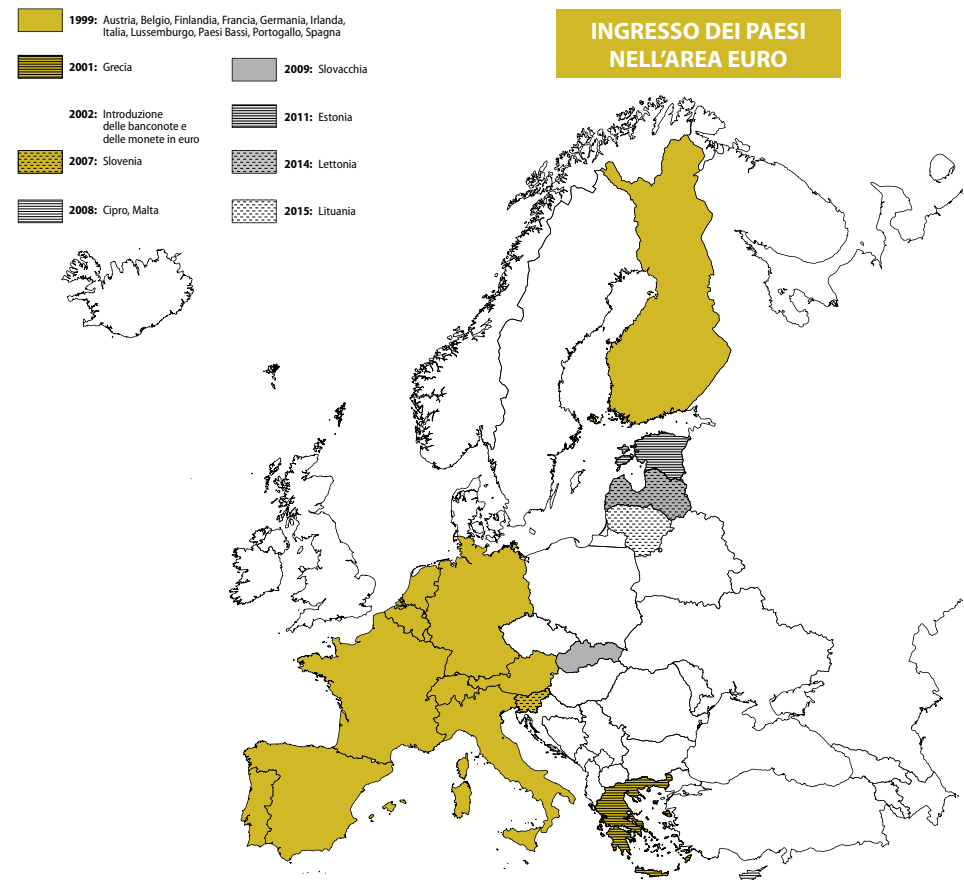 INGRESSO DEI PAESI
NELL'AREA EURO
1999: Austria, Belgio, Finlandia, Francia, Germania, Irlanda,
Italia, Lussemburgo, Paesi Bassi, Portogallo, Spagna
2001: Grecia
2002: Introduzione
delle banconote e
delle monete in euro
2007: Slovenia
2008: Cipro, Malta
2009: Slovacchia
2011: Estonia
2014: Lettonia
2015: Lituania